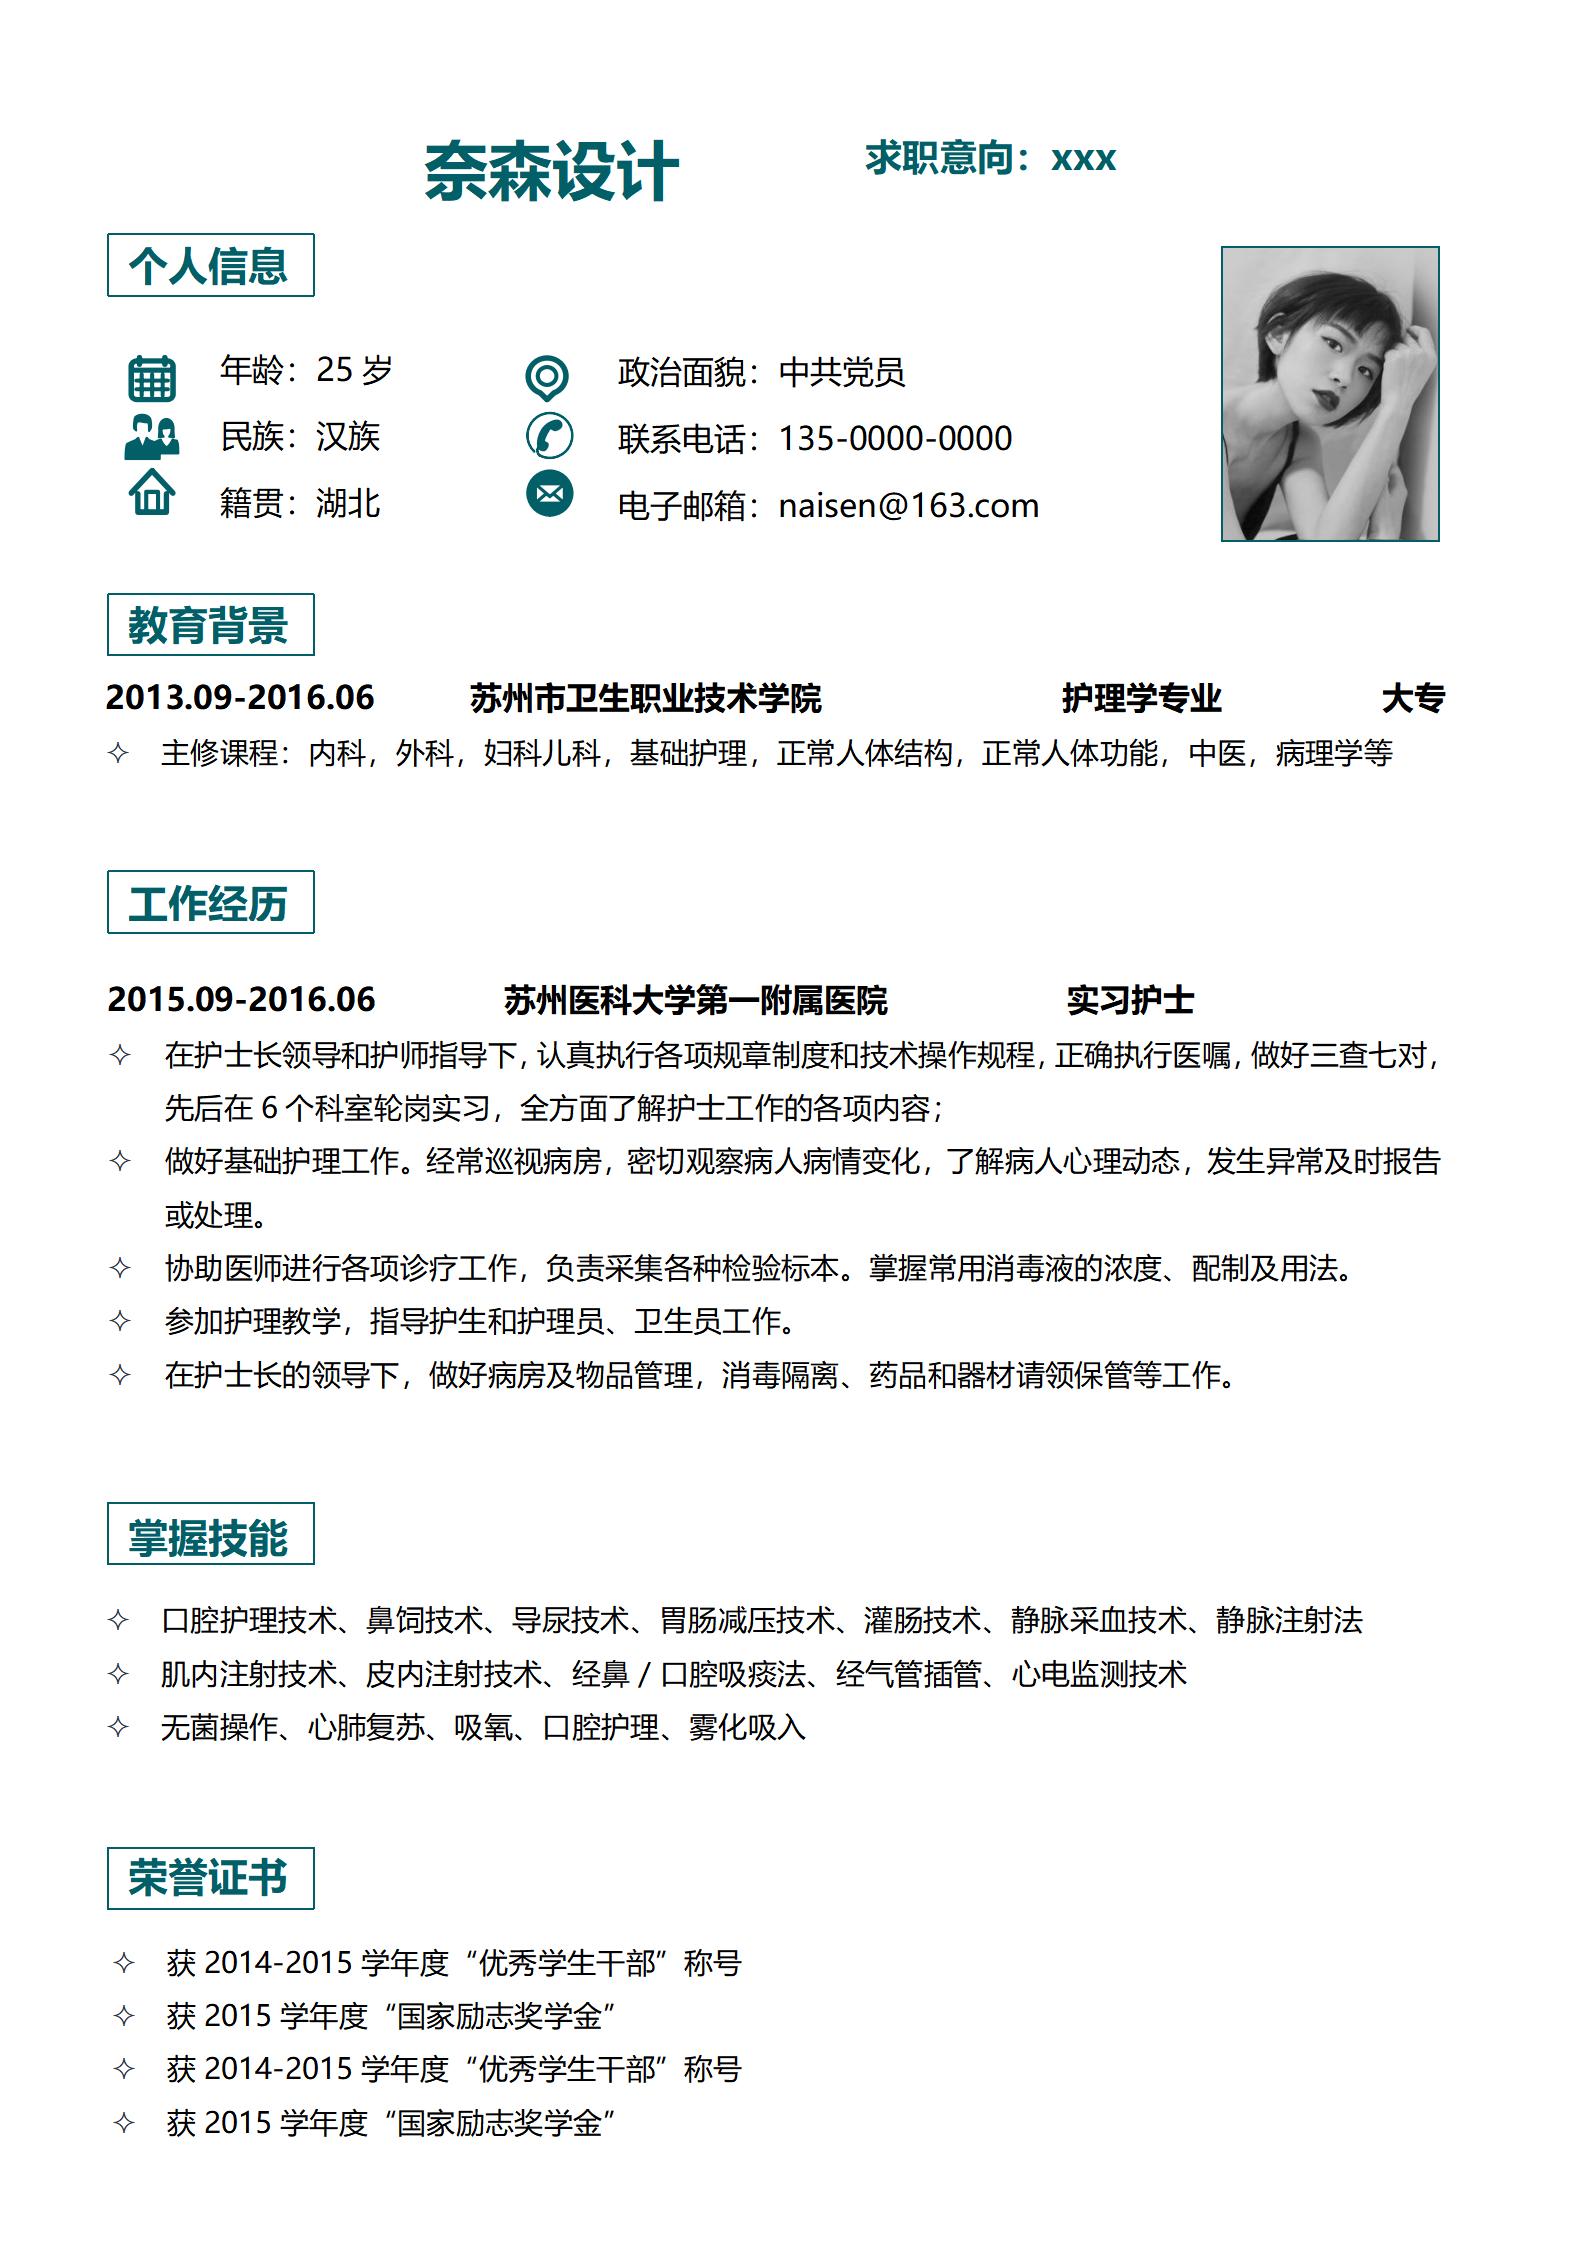 奈森设计
求职意向：xxx
个人信息
年龄：25 岁
政治面貌：中共党员
民族：汉族
联系电话：135-0000-0000
籍贯：湖北
电子邮箱：naisen@163.com
教育背景
2013.09-2016.06 苏州市卫生职业技术学院 护理学专业 大专
✧ 主修课程：内科，外科，妇科儿科，基础护理，正常人体结构，正常人体功能，中医，病理学等
工作经历
2015.09-2016.06 苏州医科大学第一附属医院 实习护士
✧ 在护士长领导和护师指导下，认真执行各项规章制度和技术操作规程，正确执行医嘱，做好三查七对，
先后在 6 个科室轮岗实习，全方面了解护士工作的各项内容；
✧ 做好基础护理工作。经常巡视病房，密切观察病人病情变化，了解病人心理动态，发生异常及时报告
或处理。
✧ 协助医师进行各项诊疗工作，负责采集各种检验标本。掌握常用消毒液的浓度、配制及用法。
✧ 参加护理教学，指导护生和护理员、卫生员工作。
✧ 在护士长的领导下，做好病房及物品管理，消毒隔离、药品和器材请领保管等工作。
掌握技能
✧ 口腔护理技术、鼻饲技术、导尿技术、胃肠减压技术、灌肠技术、静脉采血技术、静脉注射法
✧ 肌内注射技术、皮内注射技术、经鼻 / 口腔吸痰法、经气管插管、心电监测技术
✧ 无菌操作、心肺复苏、吸氧、口腔护理、雾化吸入
荣誉证书
✧ 获 2014-2015 学年度“优秀学生干部”称号
✧ 获 2015 学年度“国家励志奖学金”
✧ 获 2014-2015 学年度“优秀学生干部”称号
✧ 获 2015 学年度“国家励志奖学金”